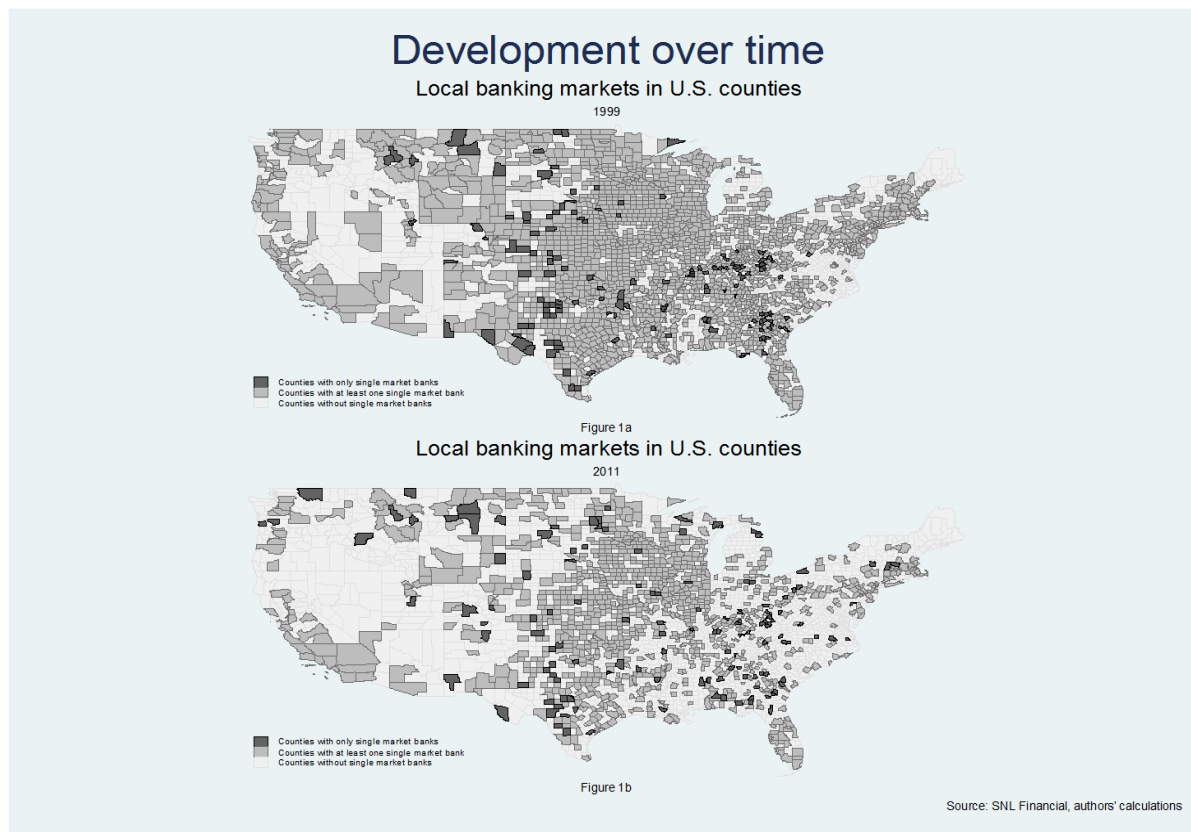 Development over time
Local banking markets in U.S. counties
1999
Counties with only single market banks
Counties with at least one single market bank
Counties without single market banks
Figure 1a
Local banking markets in U.S. counties
2011
Counties with only single market banks
Counties with at least one single market bank
Counties without single market banks
Figure 1b
Source: SNL Financial, authors' calculations